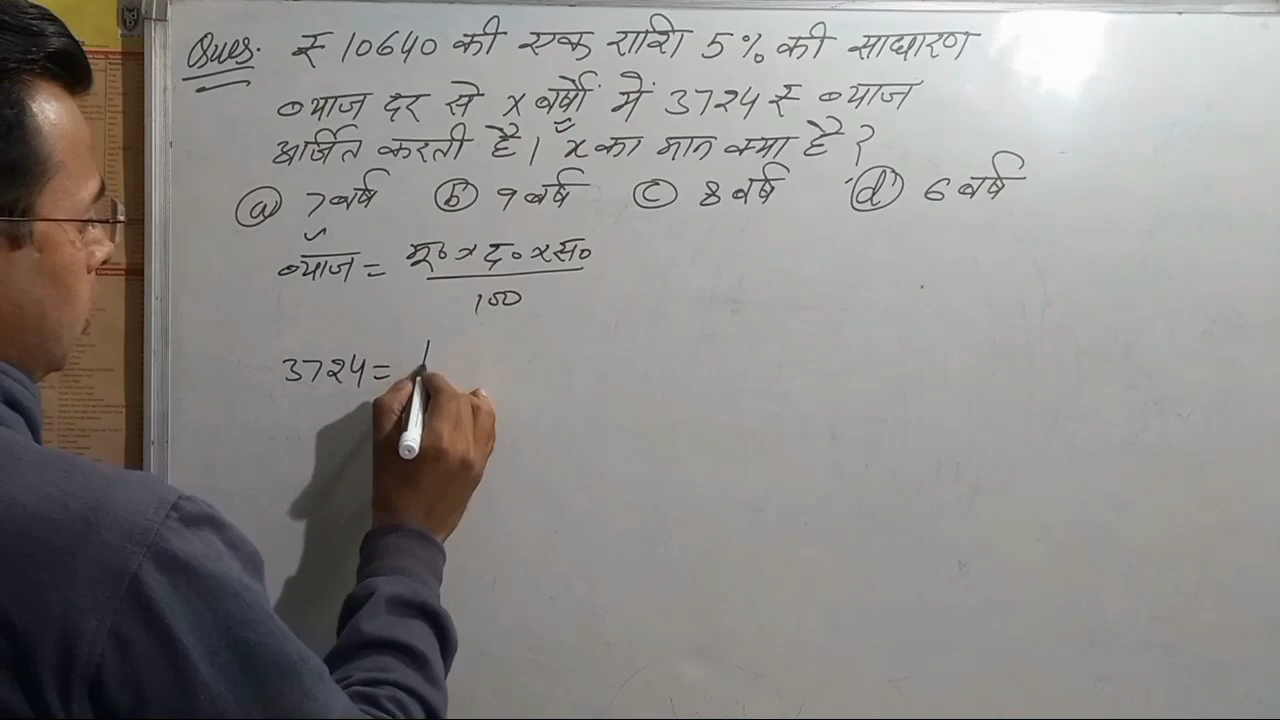 Ques. ₹ 10640 की एक राशि 5% की साधारण
ब्याज दर से x वर्षों में 3724 ₹ ब्याज
अर्जित करती है। x का मान क्या है?
(a) 7 वर्ष (b) 9 वर्ष (c) 8 वर्ष (d) 6 वर्ष
ब्याज = मू० x द० x स०
100
3724 = 1